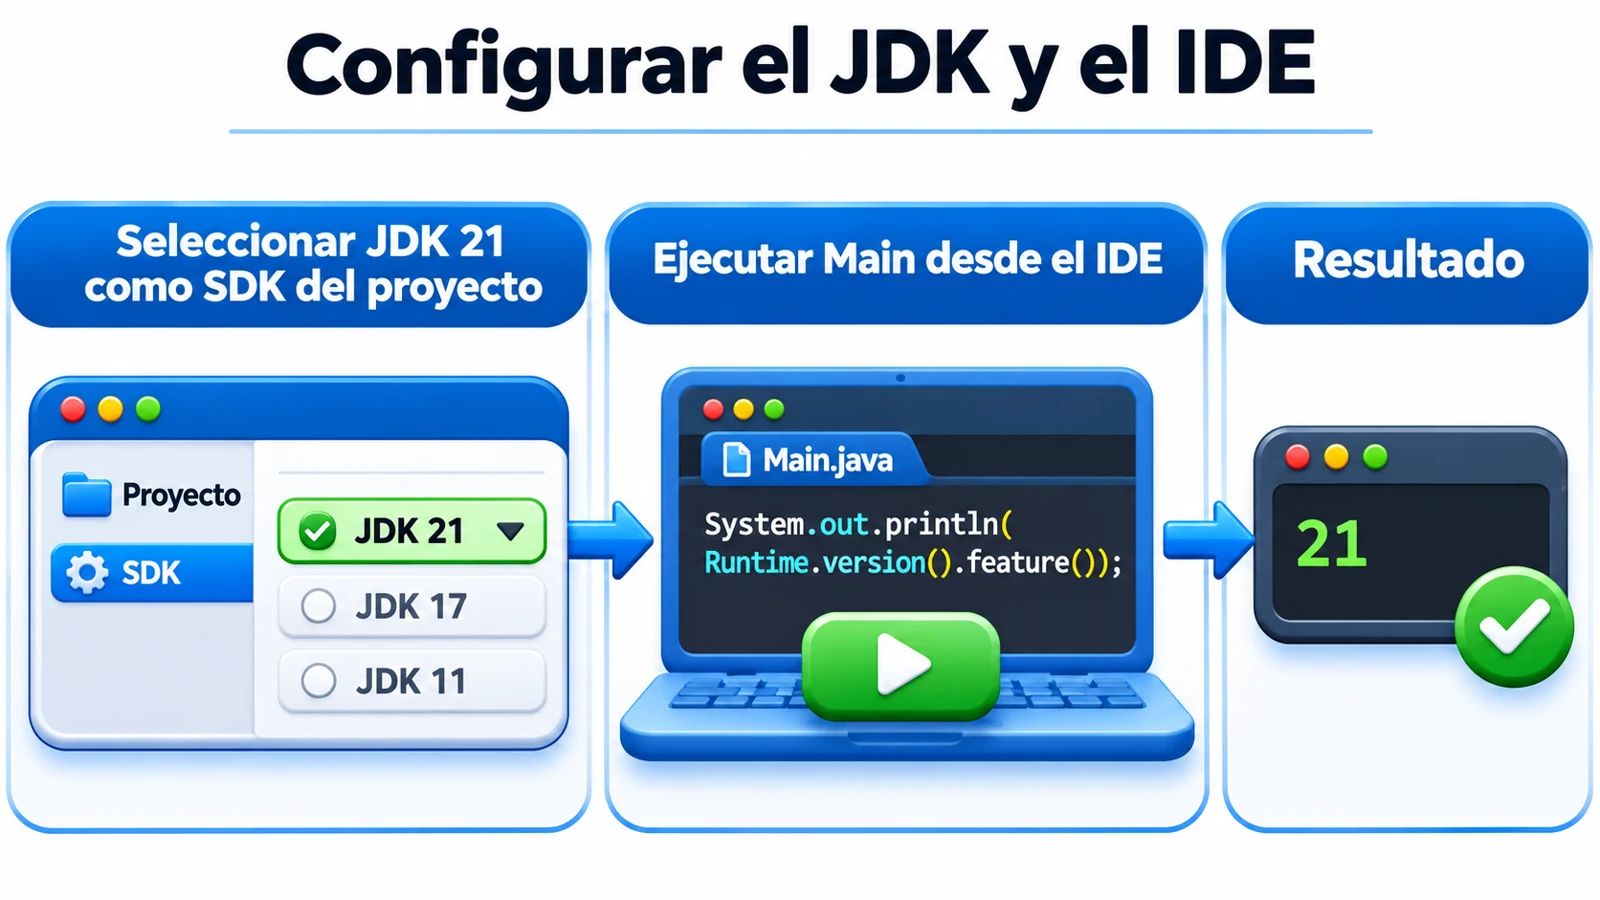 Configurar el JDK y el IDE
Seleccionar JDK 21
como SDK del proyecto
Proyecto
SDK
JDK 21
JDK 17
JDK 11
Ejecutar Main desde el IDE
Main.java
System.out.println(
Runtime.version().feature());
Resultado
21